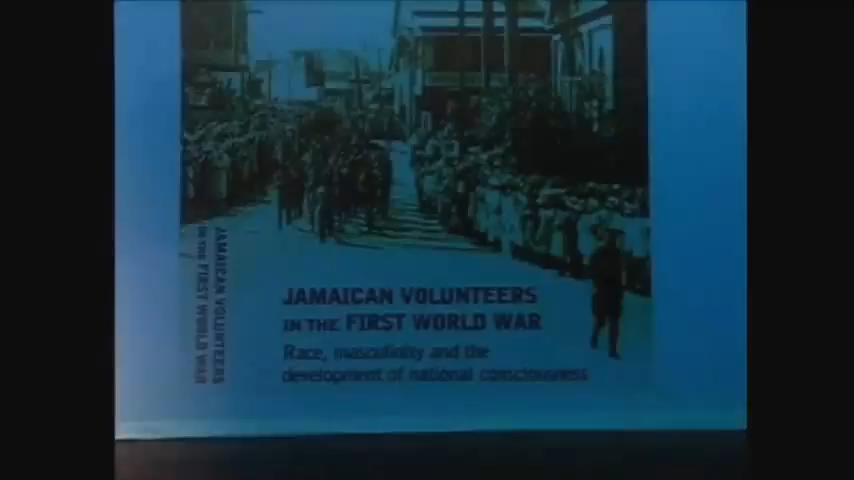 JAMAICAN VOLUNTEERS
IN THE FIRST WORLD WAR
JAMAICAN VOLUNTEERS
IN THE FIRST WORLD WAR
Race, masculinity and the
development of national consciousness